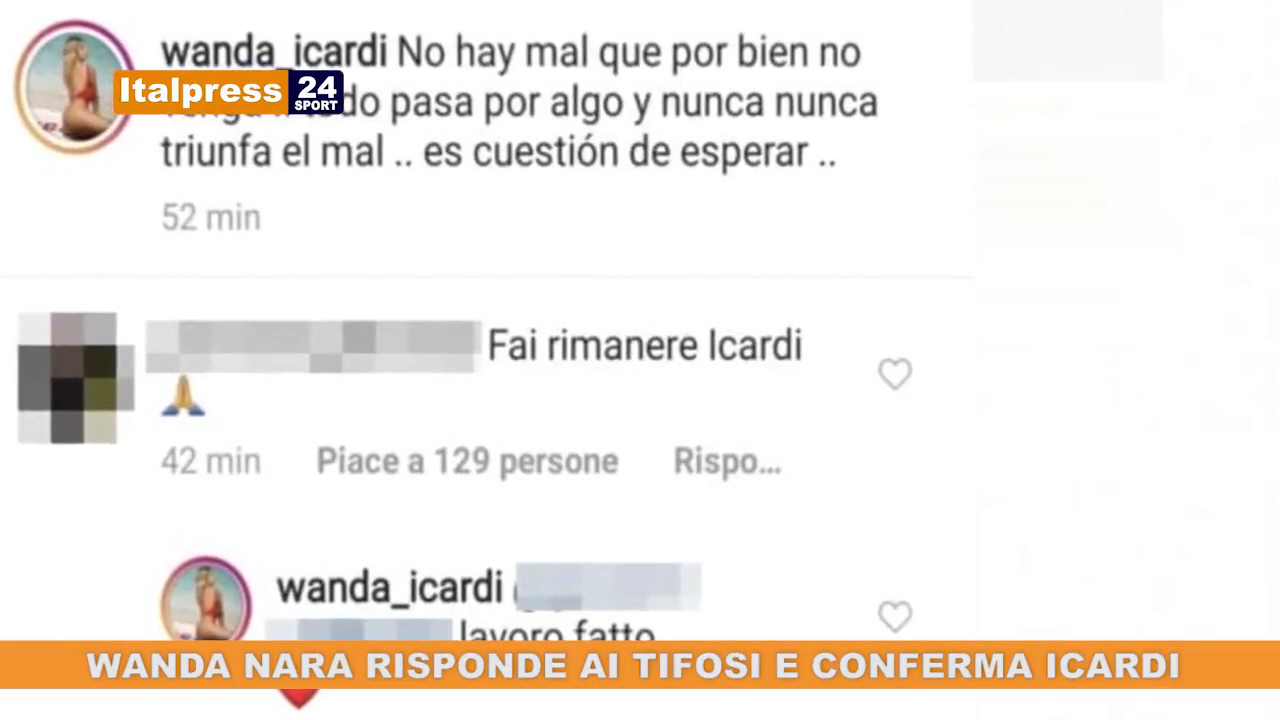 wanda_icardi No hay mal que por bien no
Italpress 24 SPORT
pasa por algo y nunca nunca
triunfa el mal .. es cuestión de esperar ..
52 min
Fai rimanere Icardi
🙏
42 min Piace a 129 persone Rispo...
wanda_icardi
lavoro fatto
WANDA NARA RISPONDE AI TIFOSI E CONFERMA ICARDI